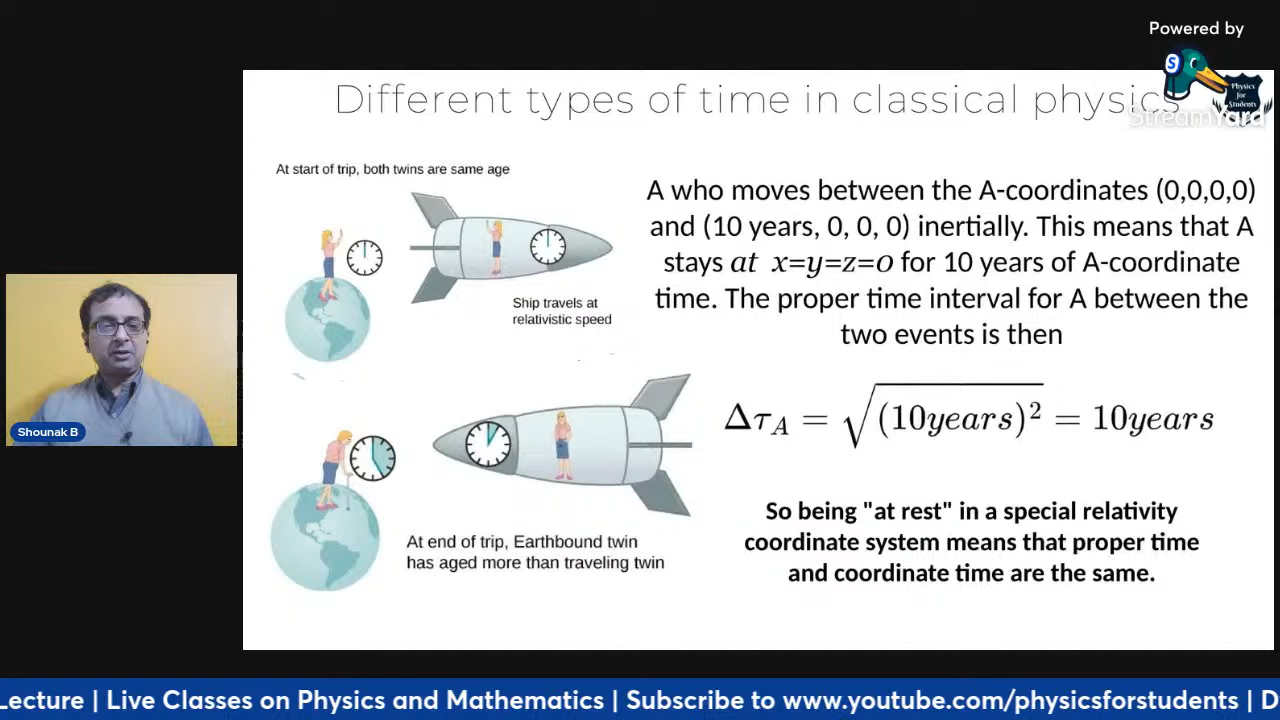 Powered by
Different types of time in classical physics
Physics
for
Students
StreamYard
At start of trip, both twins are same age
Ship travels at
relativistic speed
A who moves between the A-coordinates (0,0,0,0)
and (10 years, 0, 0, 0) inertially. This means that A
stays at x=y=z=0 for 10 years of A-coordinate
time. The proper time interval for A between the
two events is then
Δτ_A = √(10years)² = 10years
At end of trip, Earthbound twin
has aged more than traveling twin
So being "at rest" in a special relativity
coordinate system means that proper time
and coordinate time are the same.
Shounak B
Lecture | Live Classes on Physics and Mathematics | Subscribe to www.youtube.com/physicsforstudents | D